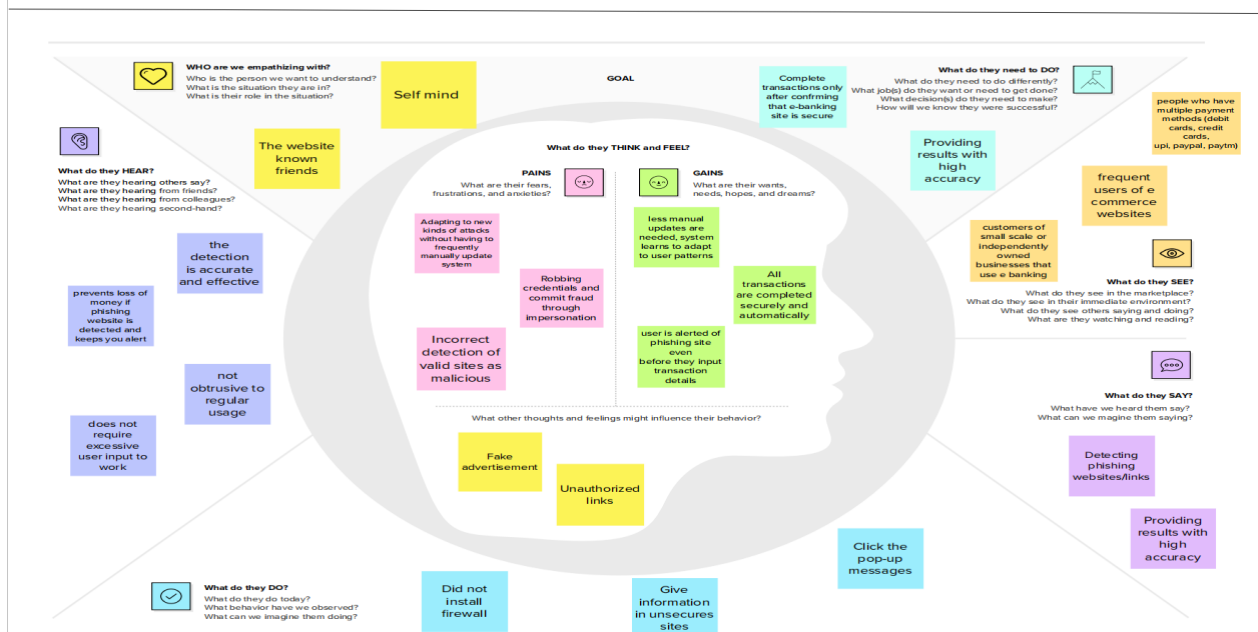 WHO are we empathizing with?
Who is the person we want to understand?
What is the situation they are in?
What is their role in the situation?
Self mind
The website
known
friends
GOAL
Complete
transactions only
after confirming
that e-banking
site is secure
What do they need to DO?
What do they need to do differently?
What job(s) do they want or need to get done?
What decision(s) do they need to make?
How will we know they were successful?
Providing
results with
high
accuracy
people who have
multiple payment
methods (debit
cards, credit
cards,
upi, paypal, paytm)
frequent
users of e
commerce
websites
customers of
small scale or
independently
owned
businesses that
use e banking
What do they SEE?
What do they see in the marketplace?
What do they see in their immediate environment?
What do they see others saying and doing?
What are they watching and reading?
What do they HEAR?
What are they hearing others say?
What are they hearing from friends?
What are they hearing from colleagues?
What are they hearing second-hand?
the
detection
is accurate
and effective
prevents loss of
money if
phishing
website is
detected and
keeps you alert
not
obtrusive to
regular
usage
does not
require
excessive
user input to
work
What do they THINK and FEEL?
PAINS
What are their fears,
frustrations, and anxieties?
Adapting to new
kinds of attacks
without having to
frequently
manually update
system
Robbing
credentials and
commit fraud
through
impersonation
Incorrect
detection of
valid sites as
malicious
GAINS
What are their wants,
needs, hopes, and dreams?
less manual
updates are
needed, system
learns to adapt
to user patterns
All
transactions
are completed
securely and
automatically
user is alerted of
phishing site
even
before they input
transaction
details
What other thoughts and feelings might influence their behavior?
Fake
advertisement
Unauthorized
links
What do they SAY?
What have we heard them say?
What can we magine them saying?
Detecting
phishing
websites/links
Providing
results with
high
accuracy
What do they DO?
What do they do today?
What behavior have we observed?
What can we imagine them doing?
Did not
install
firewall
Give
information
in unsecures
sites
Click the
pop-up
messages